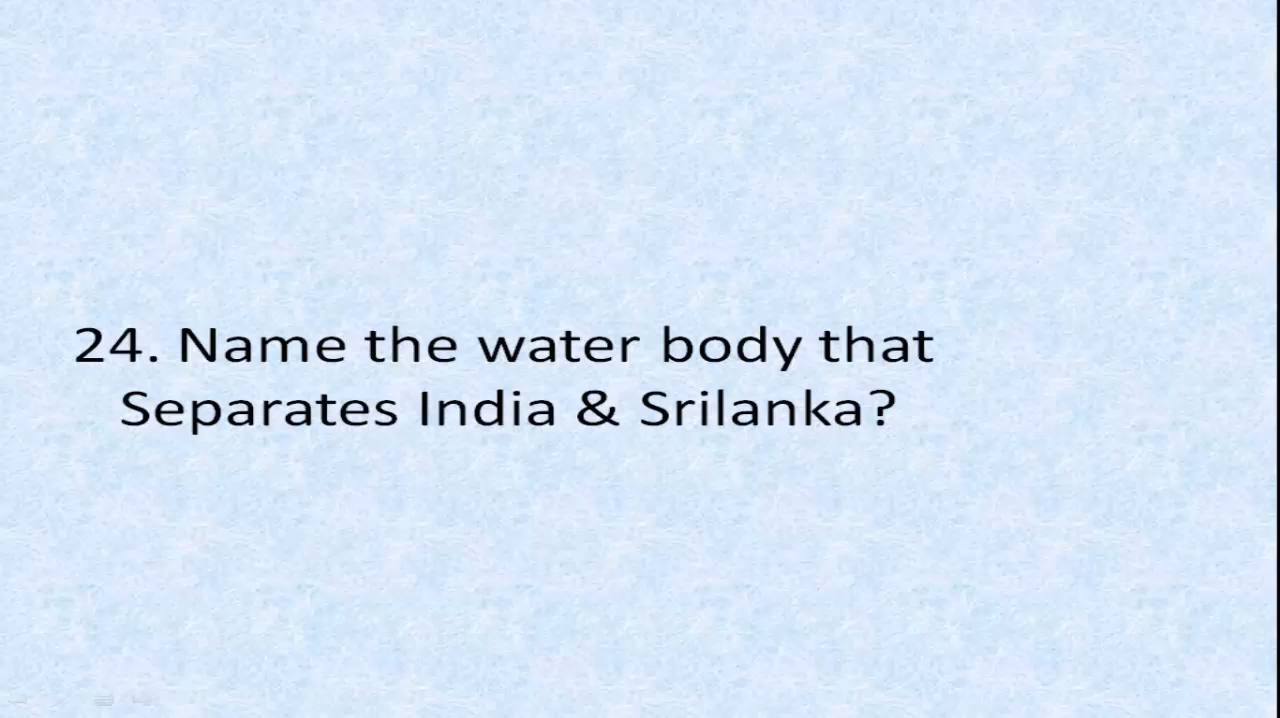 24. Name the water body that
Separates India & Srilanka?